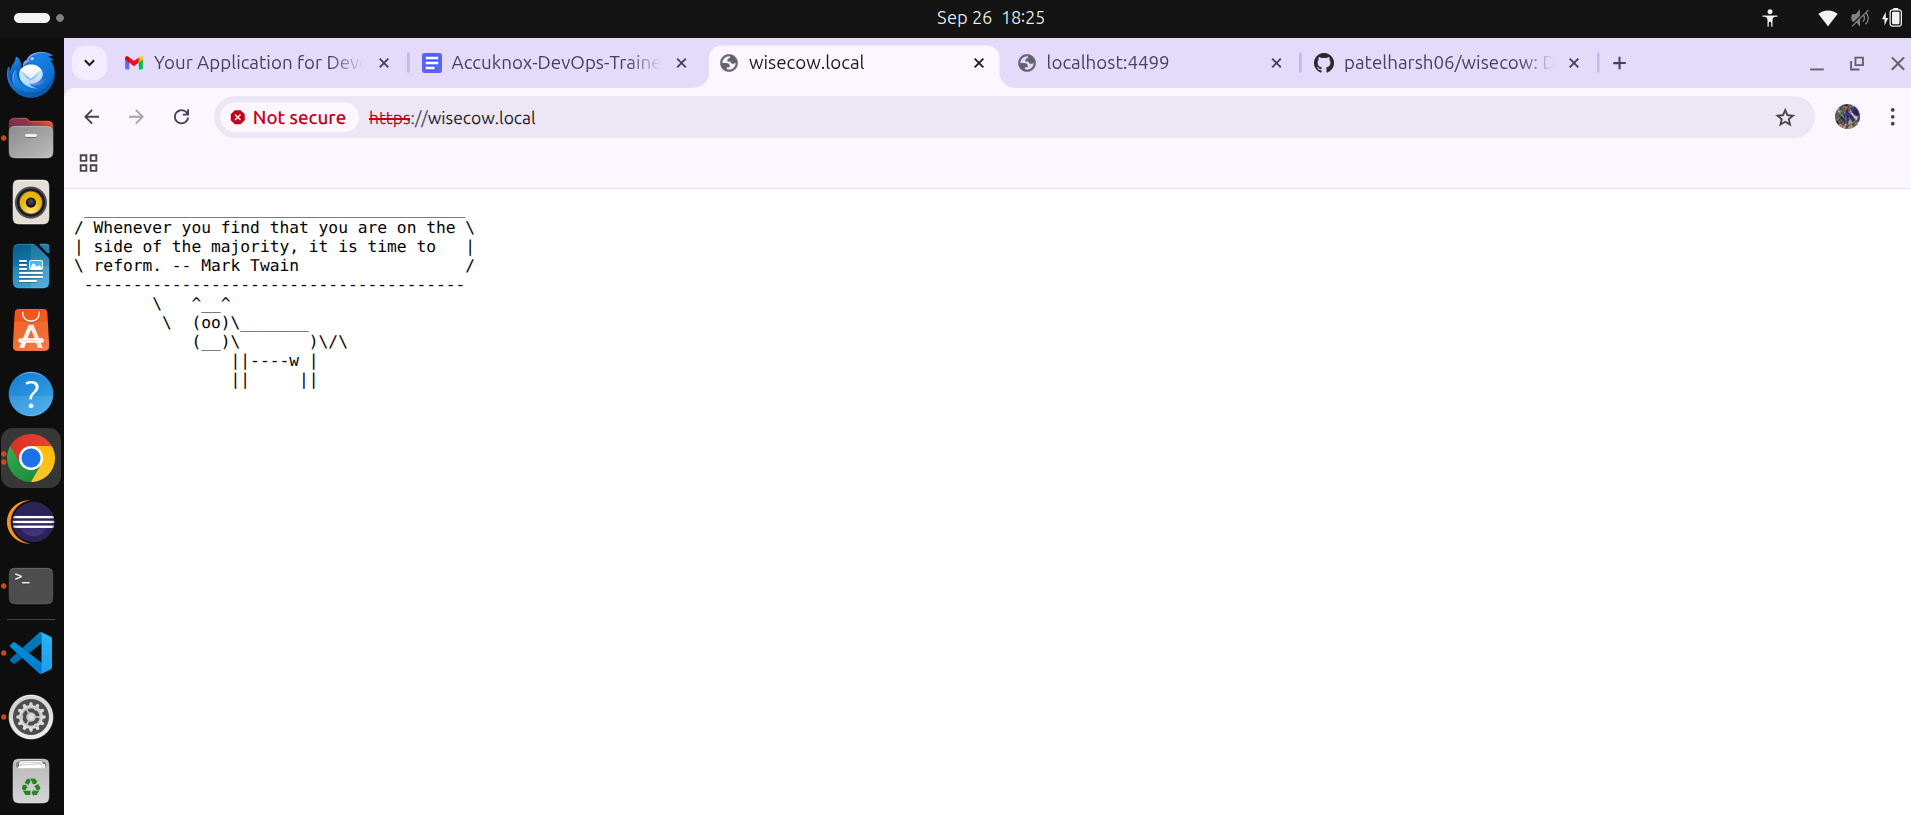 Sep 26 18:25
Your Application for Dev
Accuknox-DevOps-Traine
wisecow.local
localhost:4499
patelharsh06/wisecow: D
Not secure
https://wisecow.local
 _______________________________________
/ Whenever you find that you are on the \
| side of the majority, it is time to   |
\ reform. -- Mark Twain                 /
 ---------------------------------------
        \   ^__^
         \  (oo)\_______
            (__)\       )\/\
                ||----w |
                ||     ||